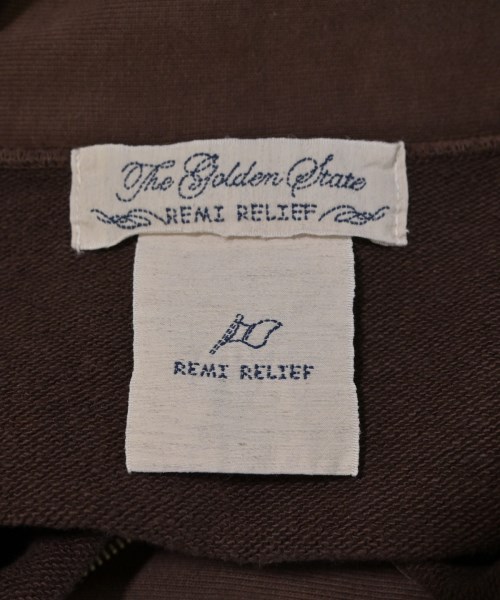 The Golden State
REMI RELIEF
REMI RELIEF